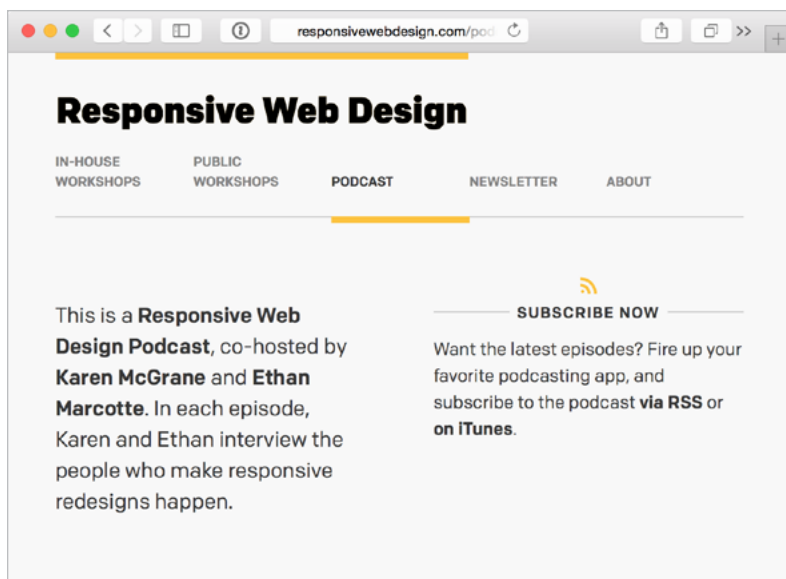 responsivewebdesign.com/pod
Responsive Web Design
IN-HOUSE
WORKSHOPS
PUBLIC
WORKSHOPS
PODCAST
NEWSLETTER
ABOUT
This is a Responsive Web
Design Podcast, co-hosted by
Karen McGrane and Ethan
Marcotte. In each episode,
Karen and Ethan interview the
people who make responsive
redesigns happen.
SUBSCRIBE NOW
Want the latest episodes? Fire up your
favorite podcasting app, and
subscribe to the podcast via RSS or
on iTunes.